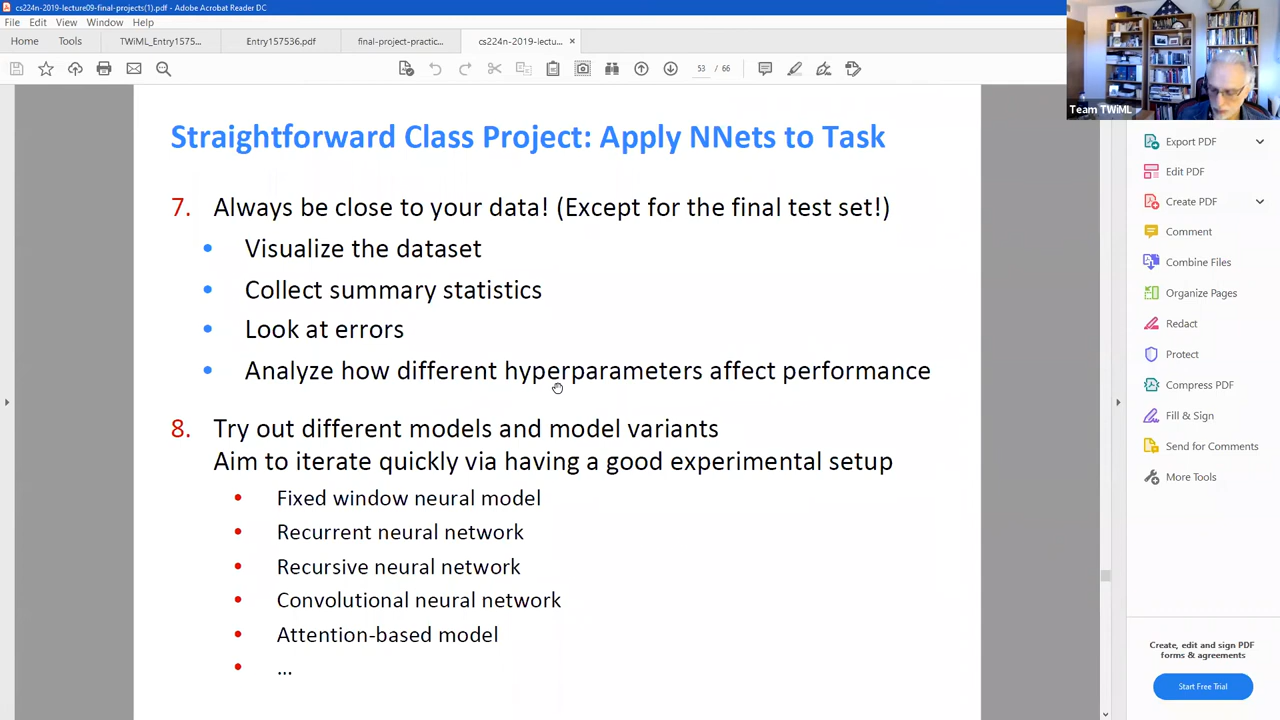 cs224n-2019-lecture09-final-projects(1).pdf - Adobe Acrobat Reader DC
File Edit View Window Help
Home Tools TWiML_Entry1575... Entry157536.pdf final-project-practic... cs224n-2019-lectu... ×
53 / 66
Team TWiML
Straightforward Class Project: Apply NNets to Task
7. Always be close to your data! (Except for the final test set!)
• Visualize the dataset
• Collect summary statistics
• Look at errors
• Analyze how different hyperparameters affect performance
8. Try out different models and model variants
Aim to iterate quickly via having a good experimental setup
• Fixed window neural model
• Recurrent neural network
• Recursive neural network
• Convolutional neural network
• Attention-based model
• ...
Export PDF
Edit PDF
Create PDF
Comment
Combine Files
Organize Pages
Redact
Protect
Compress PDF
Fill & Sign
Send for Comments
More Tools
Create, edit and sign PDF
forms & agreements
Start Free Trial